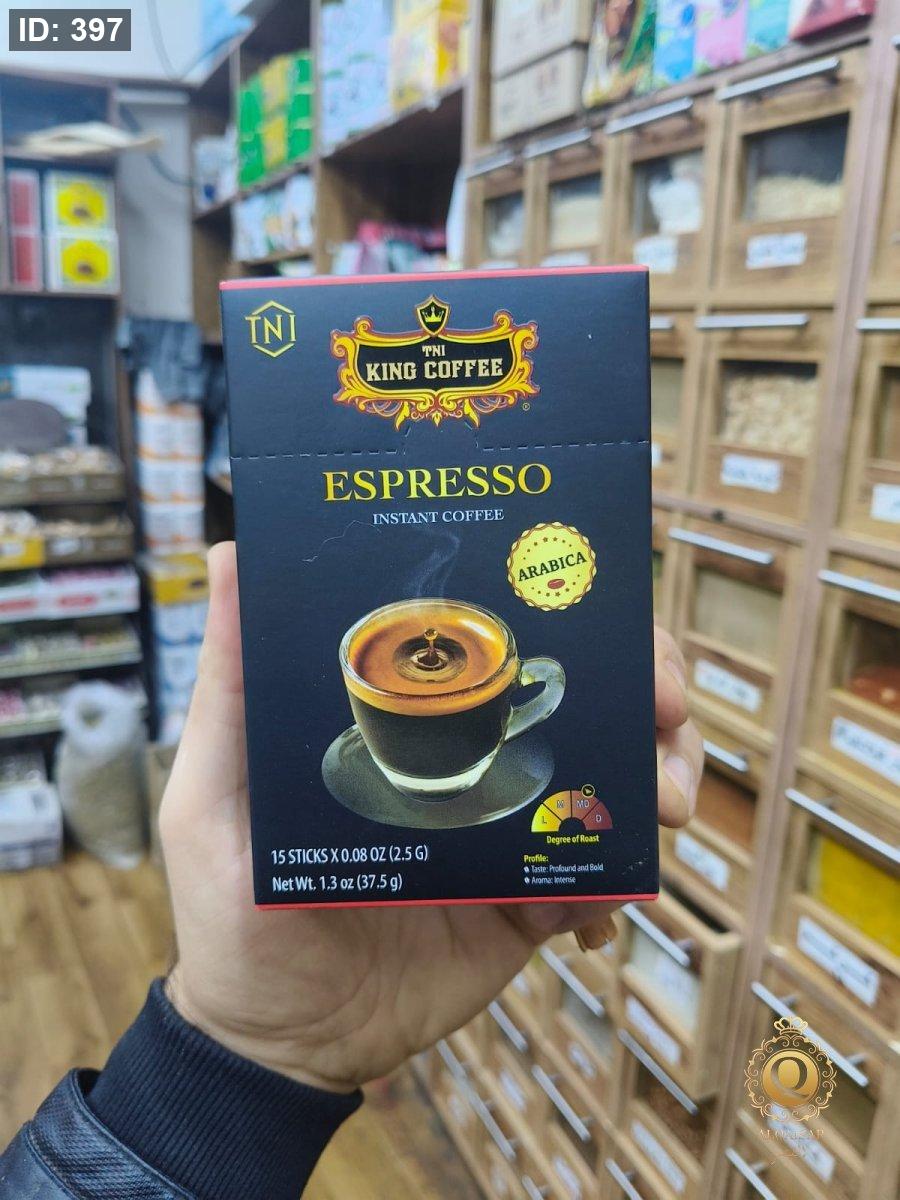 ID: 397
TNI
TNI
KING COFFEE
®
ESPRESSO
INSTANT COFFEE
ARABICA
L M MD D
Degree of Roast
15 STICKS X 0.08 OZ (2.5 G)
Net Wt. 1.3 oz (37.5 g)
Profile:
Taste: Profound and Bold
Aroma: Intense
Q